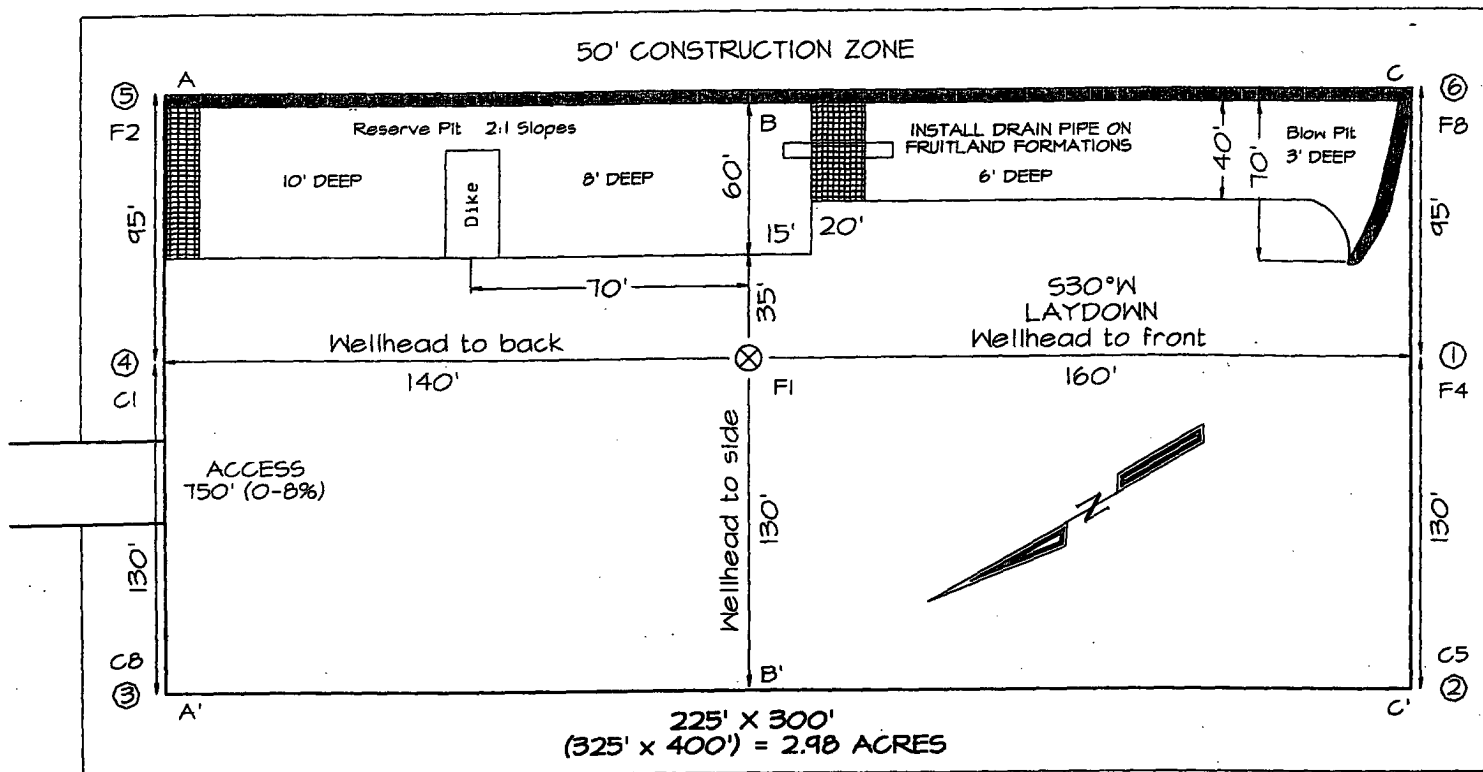 50' CONSTRUCTION ZONE
A
C
⑤
⑥
F2
F8
Reserve Pit 2:1 Slopes
B
INSTALL DRAIN PIPE ON
FRUITLAND FORMATIONS
Blow Pit
3' DEEP
10' DEEP
Dike
8' DEEP
60'
6' DEEP
40'
70'
95'
15'
20'
95'
70'
35'
S30°W
LAYDOWN
Wellhead to back
Wellhead to front
④
①
140'
160'
C1
F1
F4
ACCESS
750' (0-8%)
Wellhead to side
130'
130'
130'
N
C8
C5
③
②
A'
B'
C'
225' X 300'
(325' x 400') = 2.98 ACRES